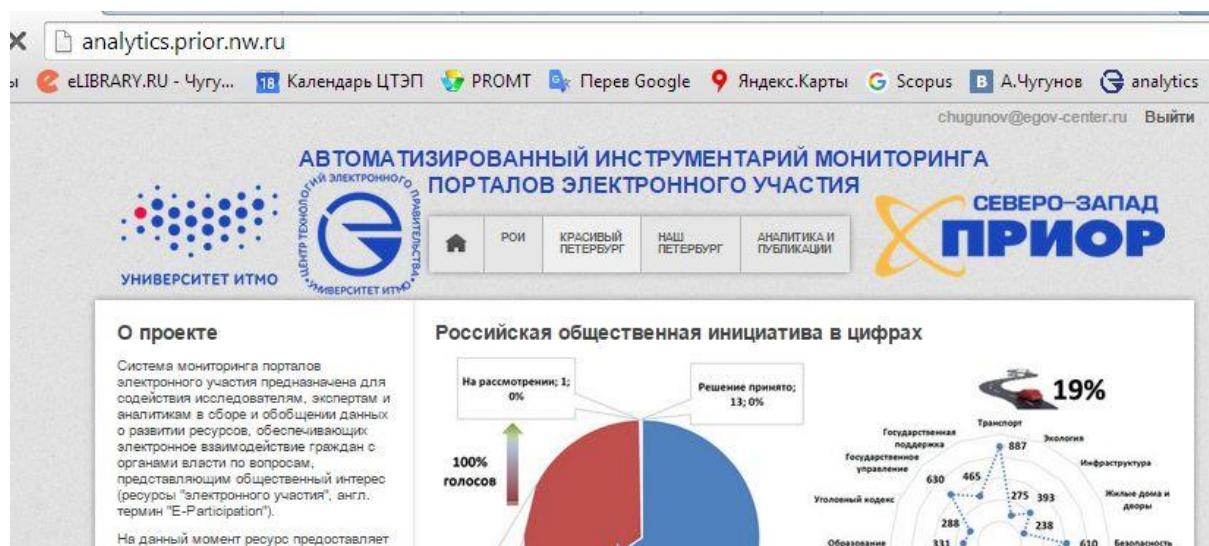 analytics.prior.nw.ru
ы eLIBRARY.RU - Чугу... 18 Календарь ЦТЭП PROMT Перев Google Яндекс.Карты Scopus В А.Чугунов analytics
chugunov@egov-center.ru Выйти
АВТОМАТИЗИРОВАННЫЙ ИНСТРУМЕНТАРИЙ МОНИТОРИНГА
ПОРТАЛОВ ЭЛЕКТРОННОГО УЧАСТИЯ
УНИВЕРСИТЕТ ИТМО
ЦЕНТР ТЕХНОЛОГИЙ ЭЛЕКТРОННОГО ПРАВИТЕЛЬСТВА
УНИВЕРСИТЕТ ИТМО
РОИ
КРАСИВЫЙ
ПЕТЕРБУРГ
НАШ
ПЕТЕРБУРГ
АНАЛИТИКА И
ПУБЛИКАЦИИ
СЕВЕРО-ЗАПАД
ПРИОР
О проекте
Система мониторинга порталов
электронного участия предназначена для
содействия исследователям, экспертам и
аналитикам в сборе и обобщении данных
о развитии ресурсов, обеспечивающих
электронное взаимодействие граждан с
органами власти по вопросам,
представляющим общественный интерес
(ресурсы "электронного участия", англ.
термин "E-Participation").
На данный момент ресурс предоставляет
Российская общественная инициатива в цифрах
На рассмотрении; 1;
0%
Решение принято;
13; 0%
100%
голосов
19%
Транспорт
887
Экология
275
Инфраструктура
393
Жилые дома и
дворы
238
Безопасность
610
Государственная
поддержка
465
Государственное
управление
630
Уголовный кодекс
288
Образование
331